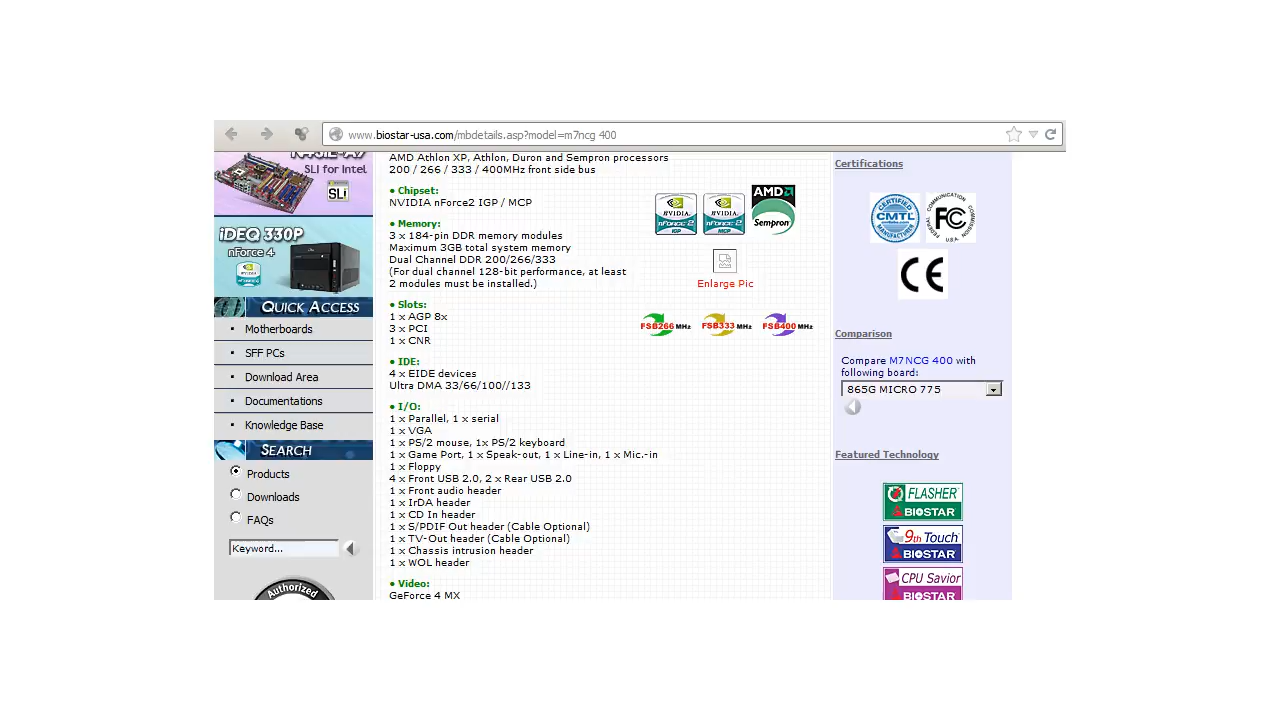 www.biostar-usa.com/mbdetails.asp?model=m7ncg 400
SLI for Intel
SLI
iDEQ 330P
nForce 4
NVIDIA
QUICK ACCESS
Motherboards
SFF PCs
Download Area
Documentations
Knowledge Base
SEARCH
Products
Downloads
FAQs
Keyword...
Authorized
AMD Athlon XP, Athlon, Duron and Sempron processors
200 / 266 / 333 / 400MHz front side bus
• Chipset:
NVIDIA nForce2 IGP / MCP
• Memory:
3 x 184-pin DDR memory modules
Maximum 3GB total system memory
Dual Channel DDR 200/266/333
(For dual channel 128-bit performance, at least
2 modules must be installed.)
• Slots:
1 x AGP 8x
3 x PCI
1 x CNR
• IDE:
4 x EIDE devices
Ultra DMA 33/66/100//133
• I/O:
1 x Parallel, 1 x serial
1 x VGA
1 x PS/2 mouse, 1x PS/2 keyboard
1 x Game Port, 1 x Speak-out, 1 x Line-in, 1 x Mic.-in
1 x Floppy
4 x Front USB 2.0, 2 x Rear USB 2.0
1 x Front audio header
1 x IrDA header
1 x CD In header
1 x S/PDIF Out header (Cable Optional)
1 x TV-Out header (Cable Optional)
1 x Chassis intrusion header
1 x WOL header
• Video:
GeForce 4 MX
NVIDIA
nFORCE 2
IGP
NVIDIA
nFORCE 2
MCP
AMD
Sempron
Enlarge Pic
FSB266 MHz
FSB333 MHz
FSB400 MHz
Certifications
CERTIFIED
CMTL
MANUFACTURER
FEDERAL COMMUNICATION COMMISSION
FC
U.S.A.
CE
Comparison
Compare M7NCG 400 with
following board:
865G MICRO 775
Featured Technology
FLASHER
BIOSTAR
9th Touch
BIOSTAR
CPU Savior
BIOSTAR